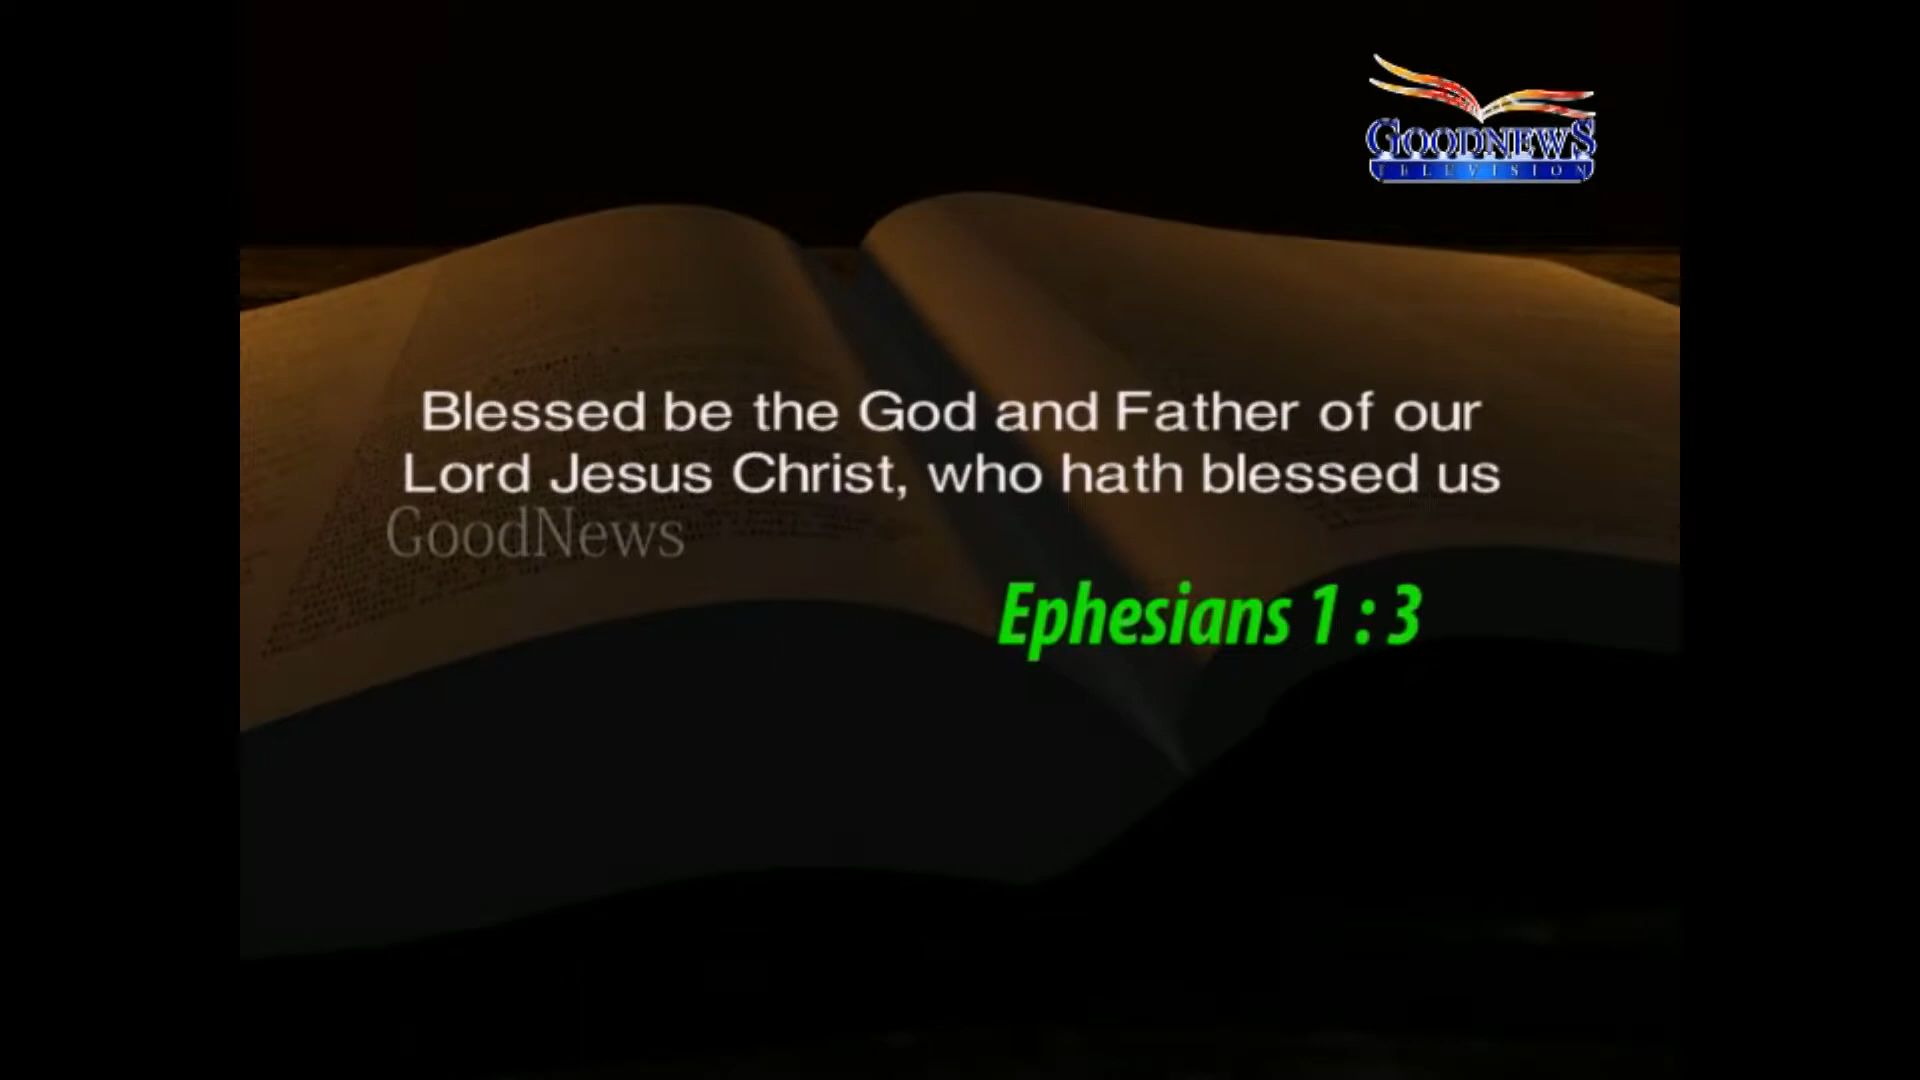 GOODNEWS
TELEVISION
Blessed be the God and Father of our
Lord Jesus Christ, who hath blessed us
GoodNews
Ephesians 1 : 3